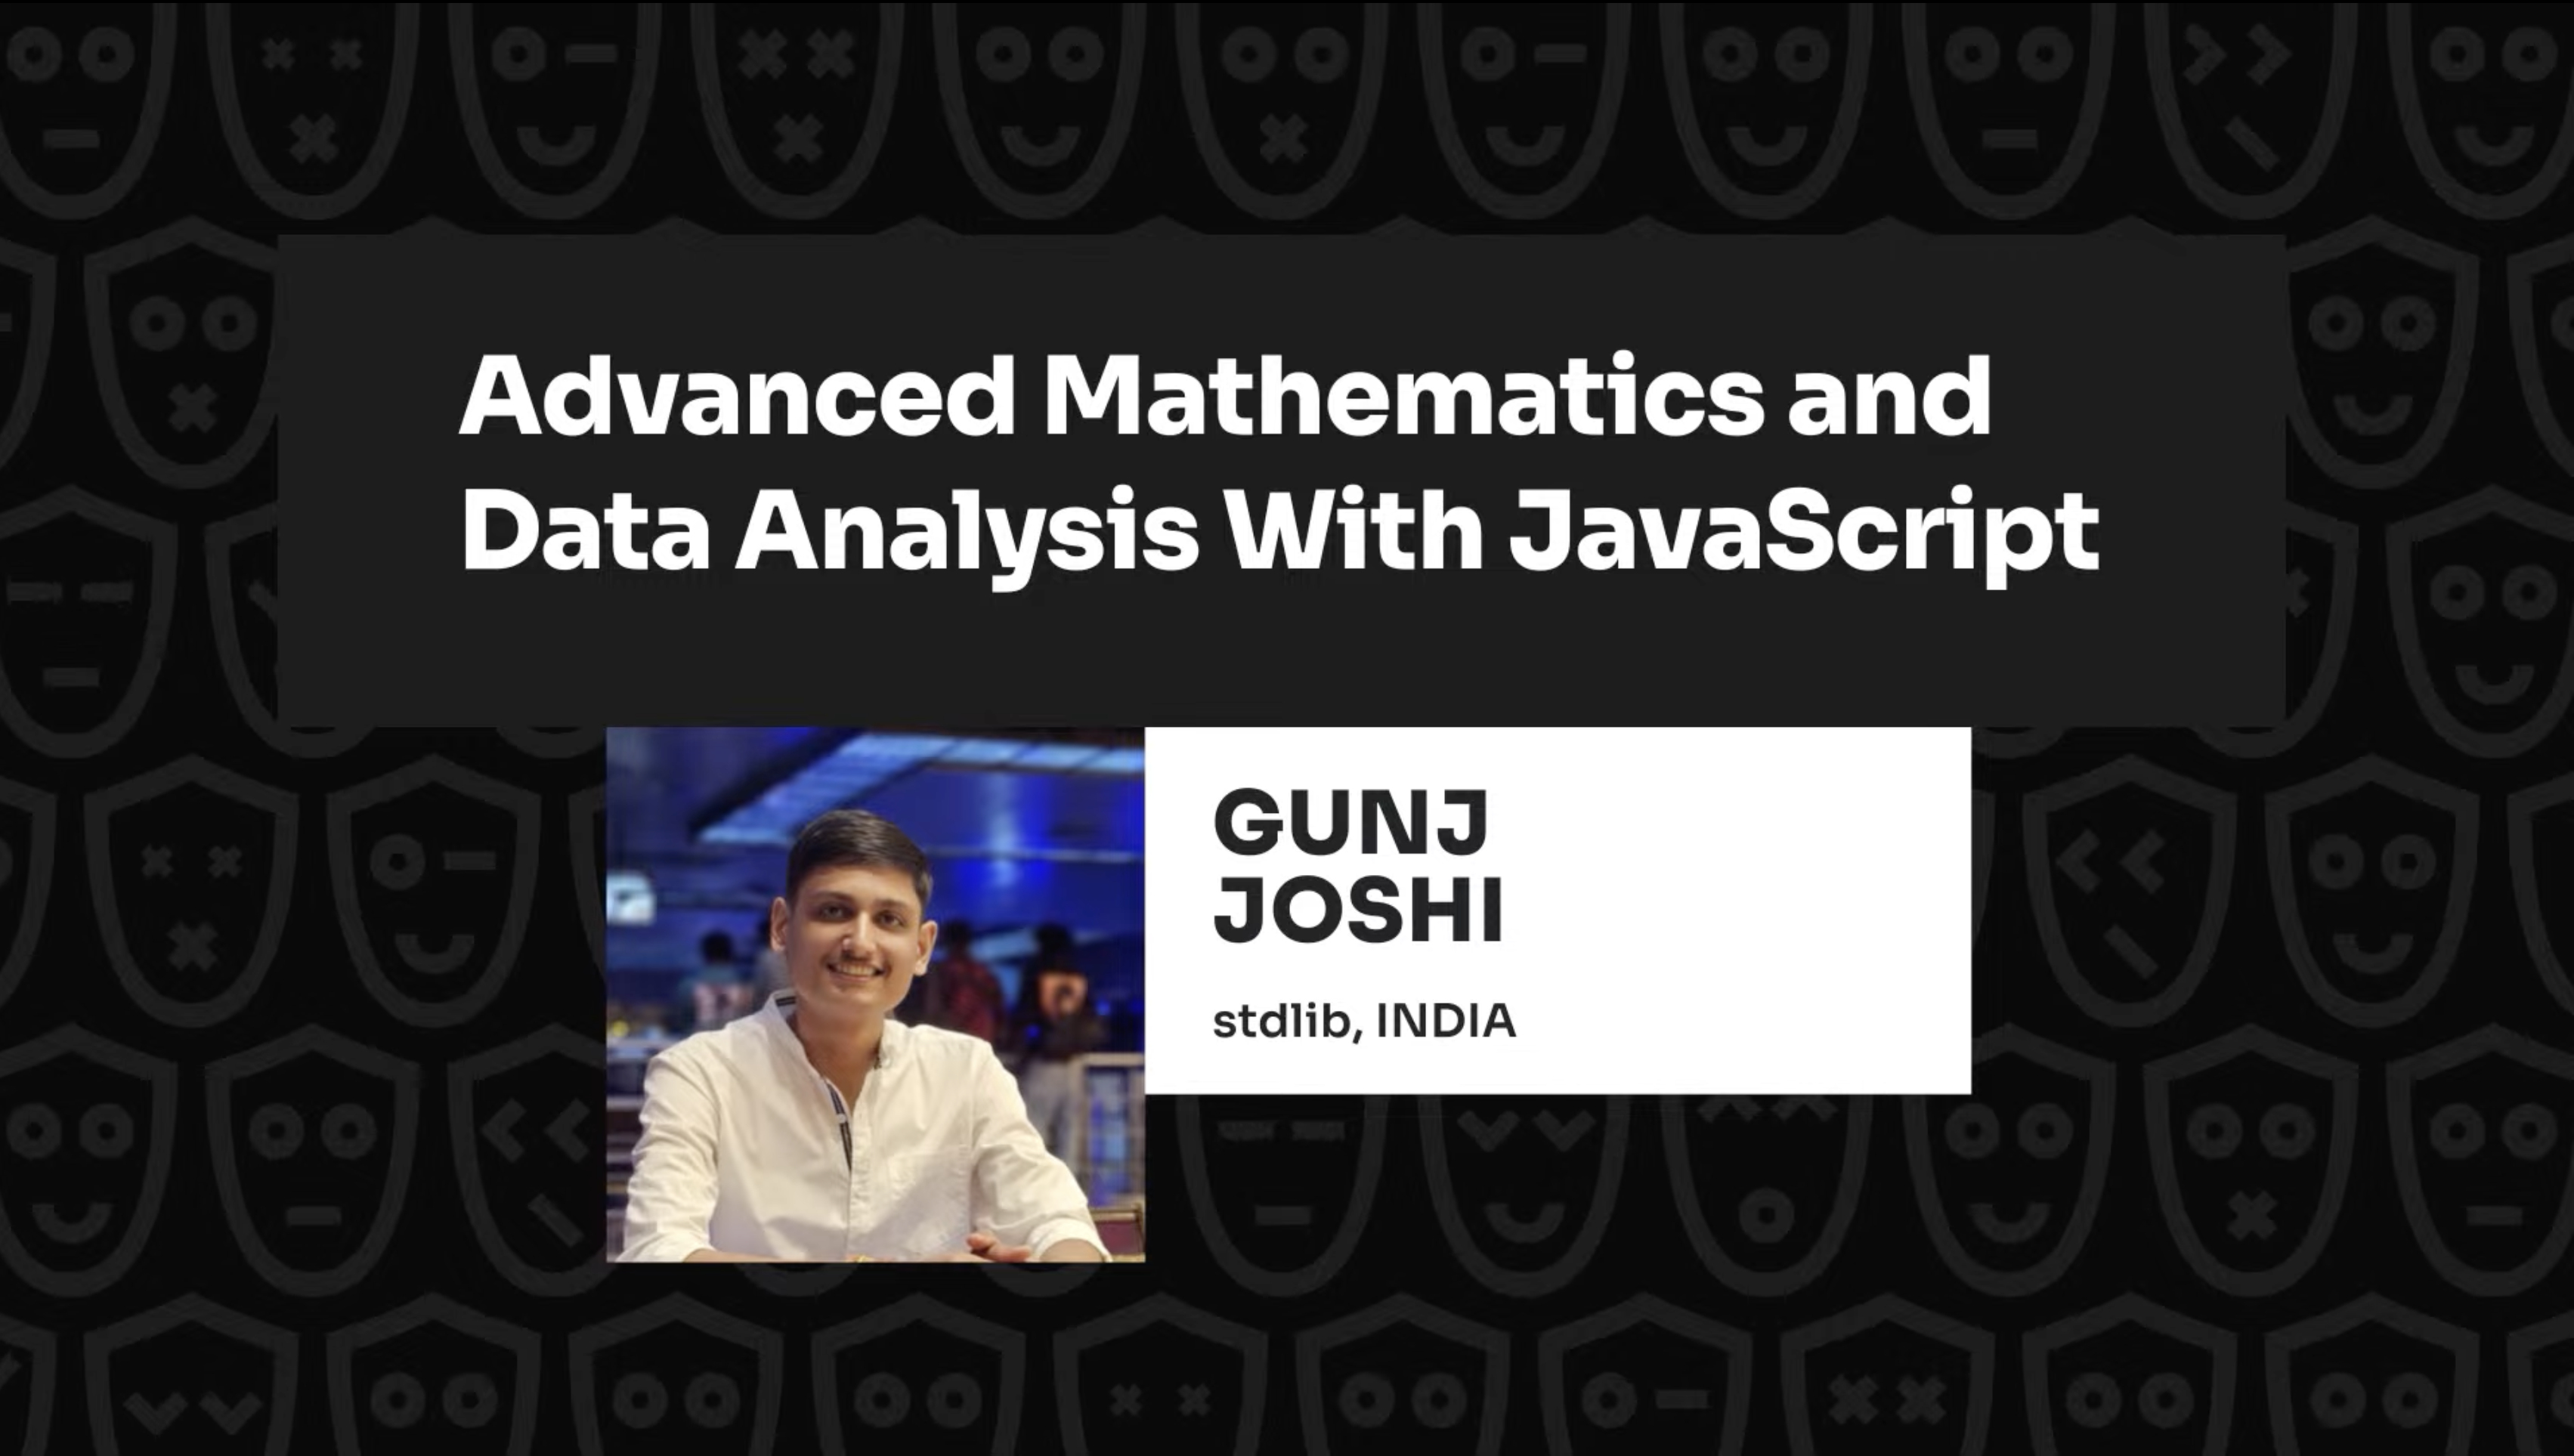 Advanced Mathematics and
Data Analysis With JavaScript
GUNJ
JOSHI
stdlib, INDIA